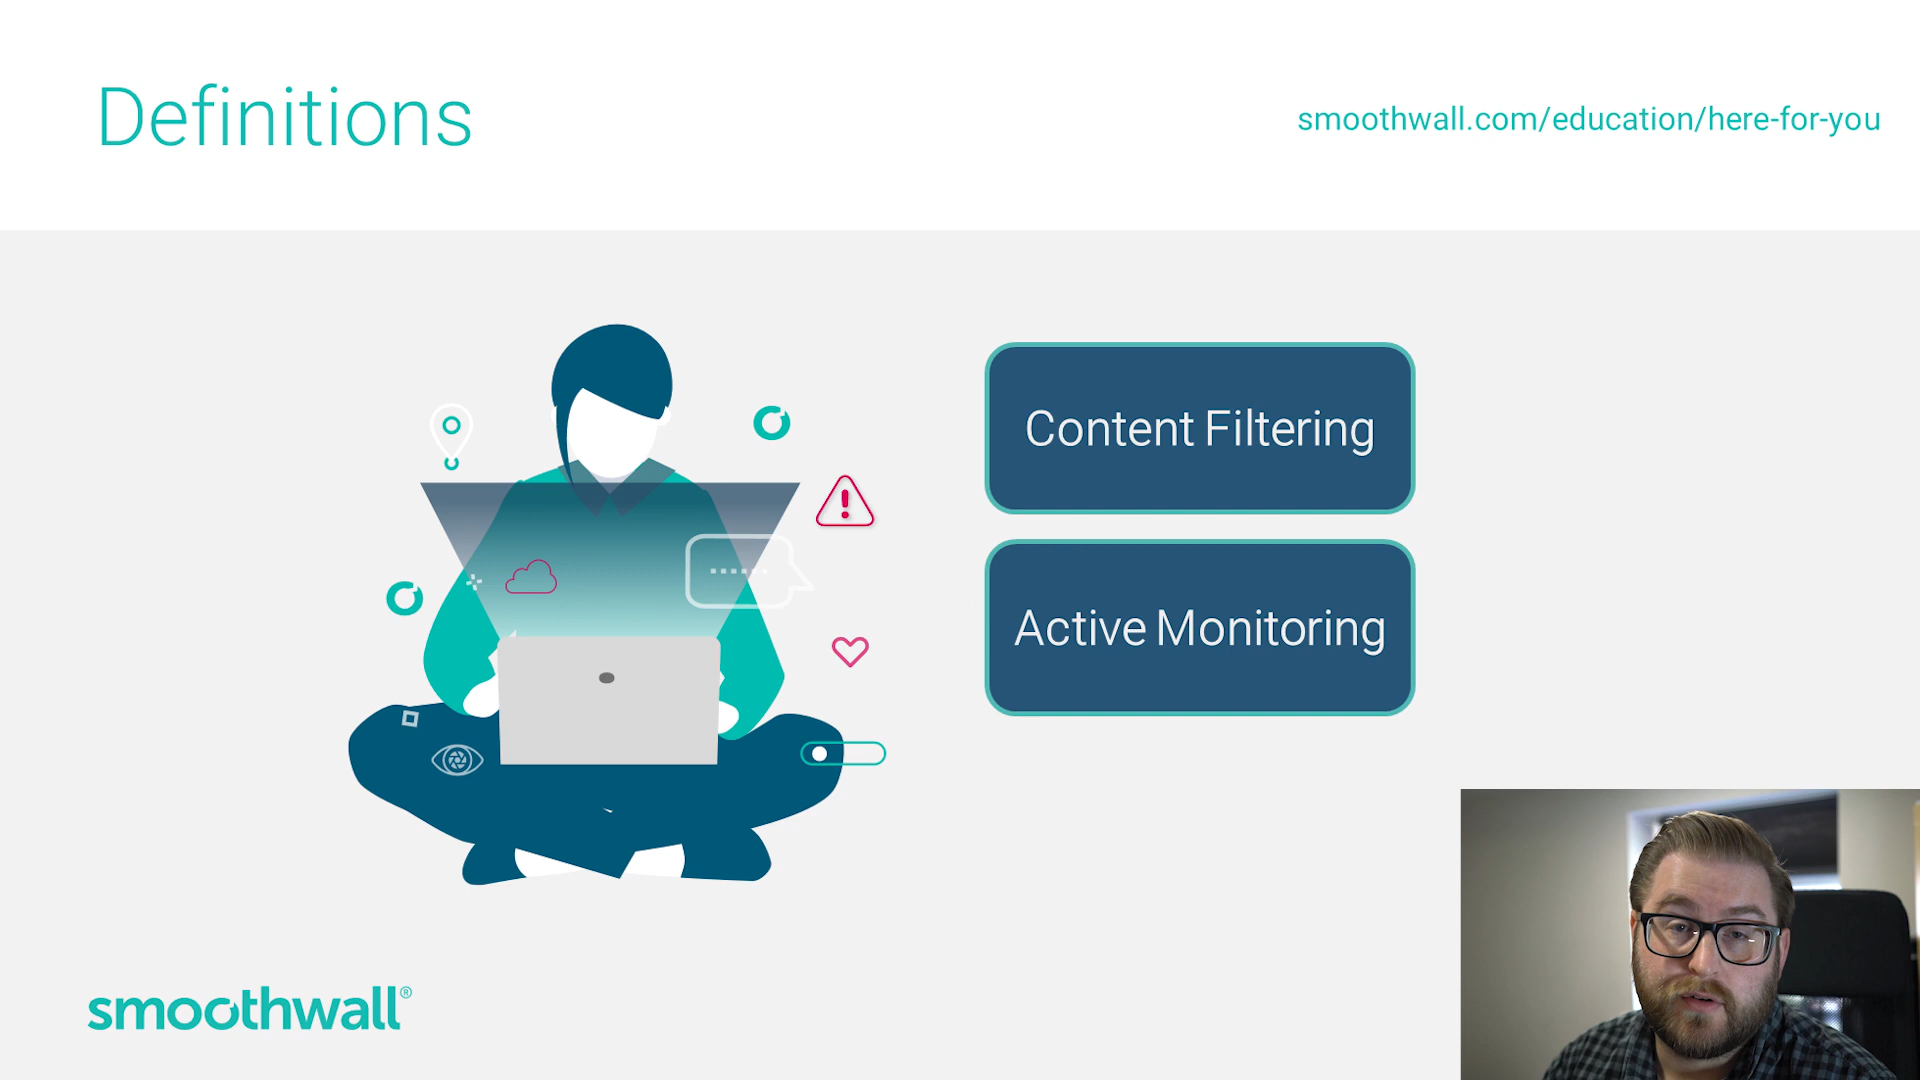 Definitions
smoothwall.com/education/here-for-you
Content Filtering
Active Monitoring
smoothwall®